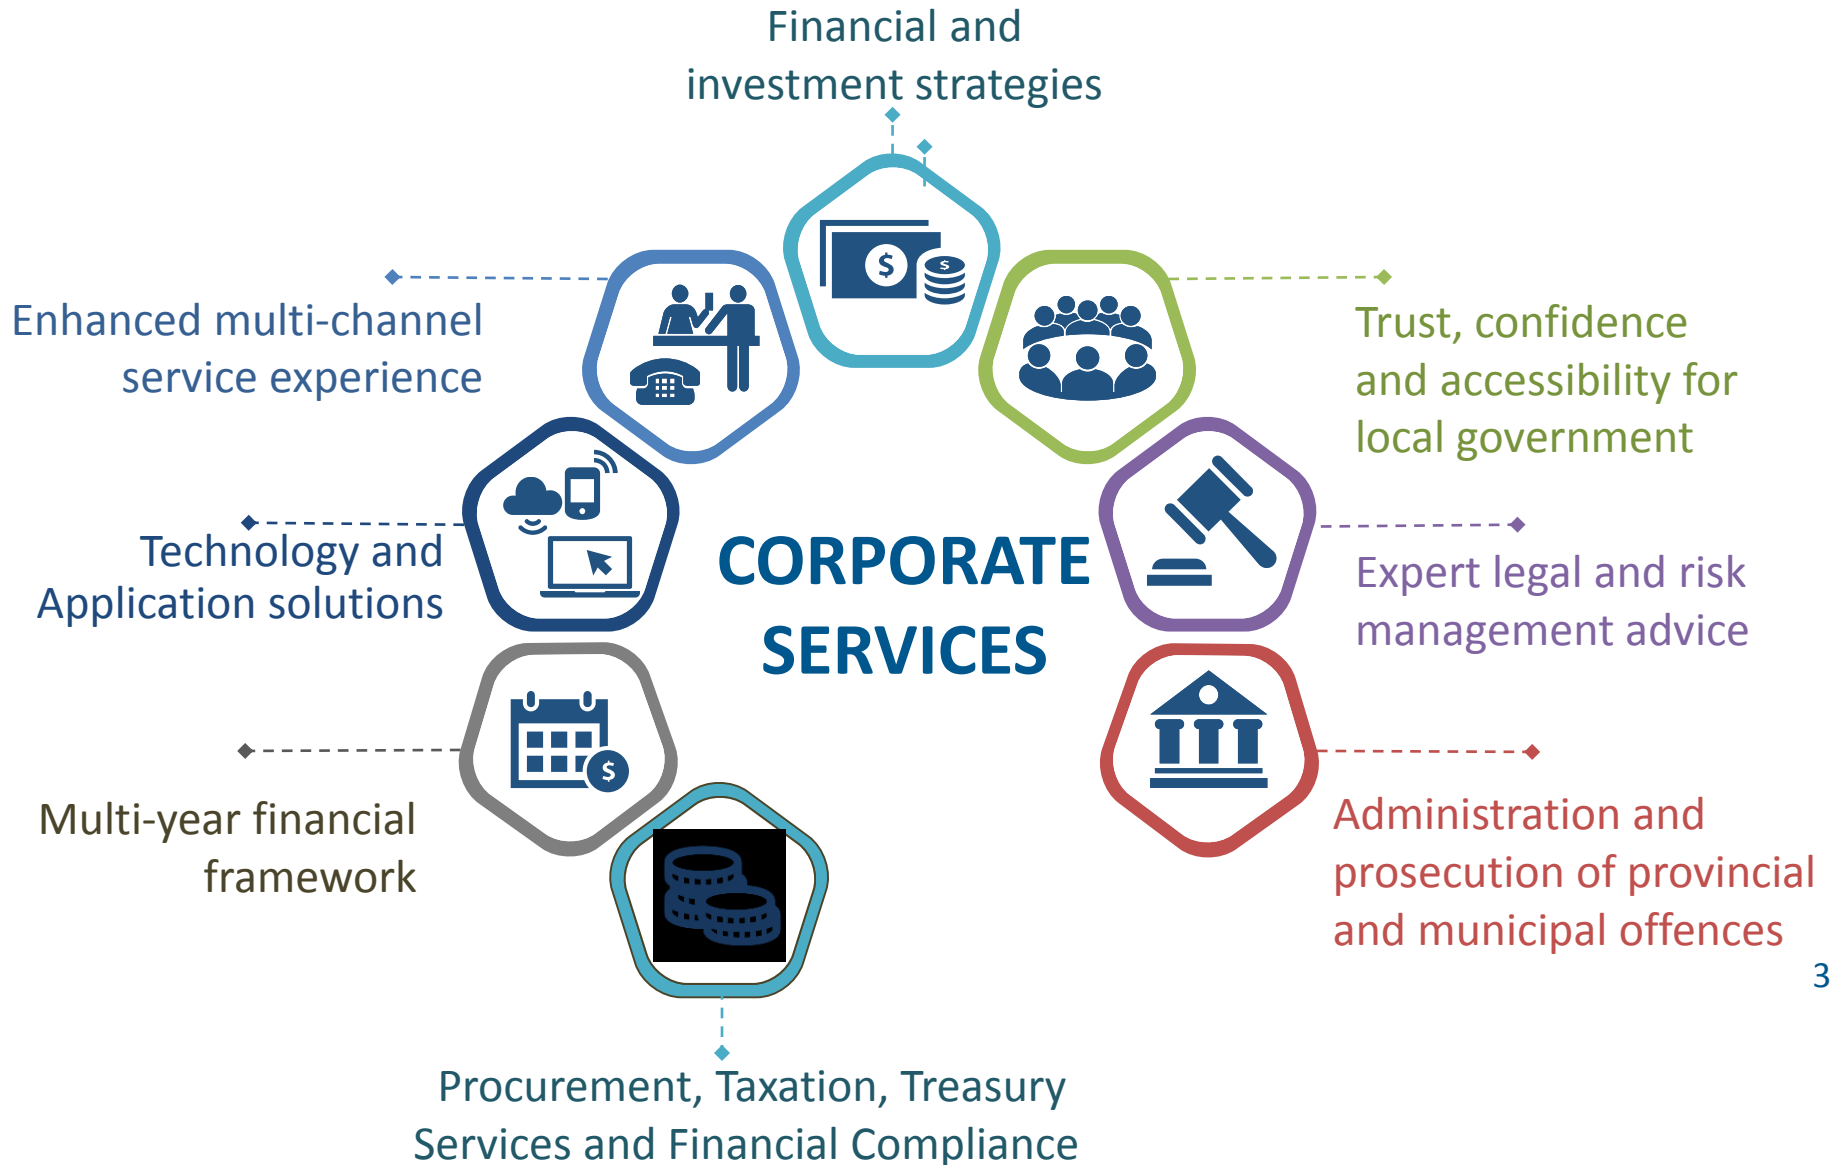 Financial and
investment strategies
Enhanced multi-channel
service experience
Trust, confidence
and accessibility for
local government
Technology and
Application solutions
CORPORATE
SERVICES
Expert legal and risk
management advice
Multi-year financial
framework
Administration and
prosecution of provincial
and municipal offences
Procurement, Taxation, Treasury
Services and Financial Compliance
3
$
$
$